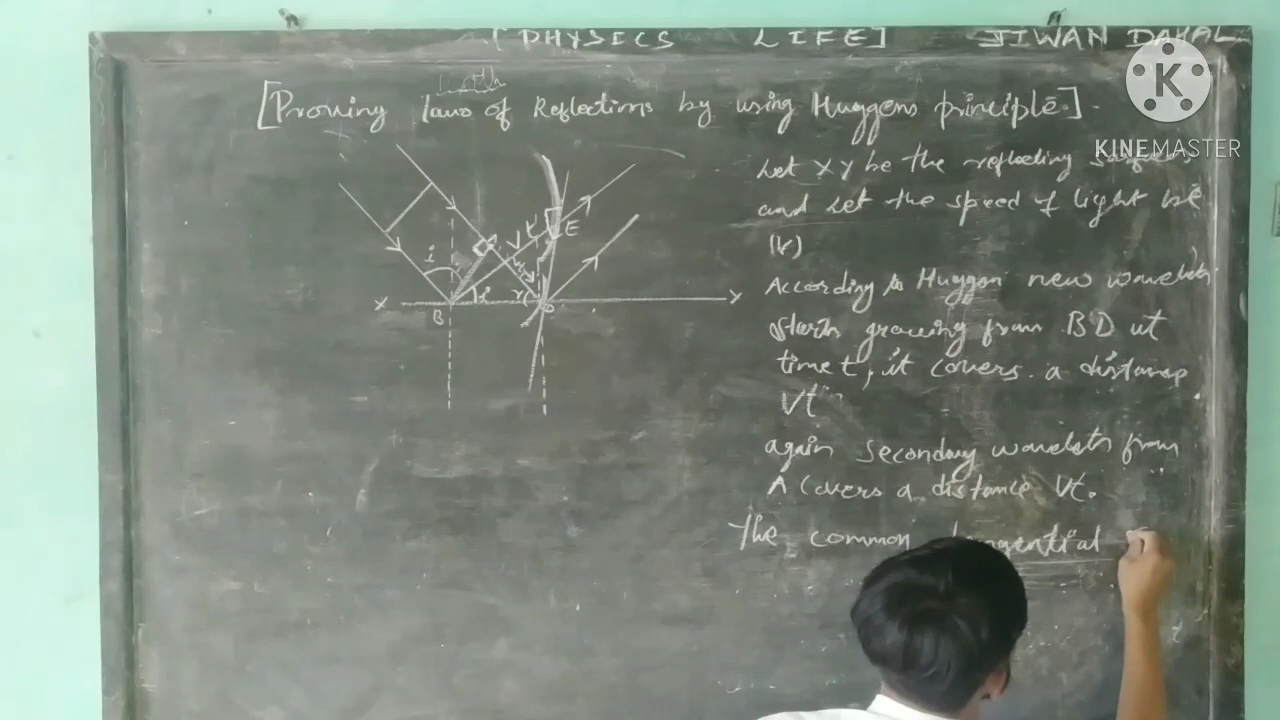 [PHYSICS LIFE] JIWAN DAHAL
K
KINEMASTER
both
[Proving laws of Reflections by using Huygens principle].
Let XY be the reflecting
and let the speed of light be
(V)
According to Huygen new wavelets
starts growing from BD at
time t, it covers a distance
Vt
again secondary wavelets from
A covers a distance Vt.
The common tangential
i
Vt
E
X
B
i
r
D
Y